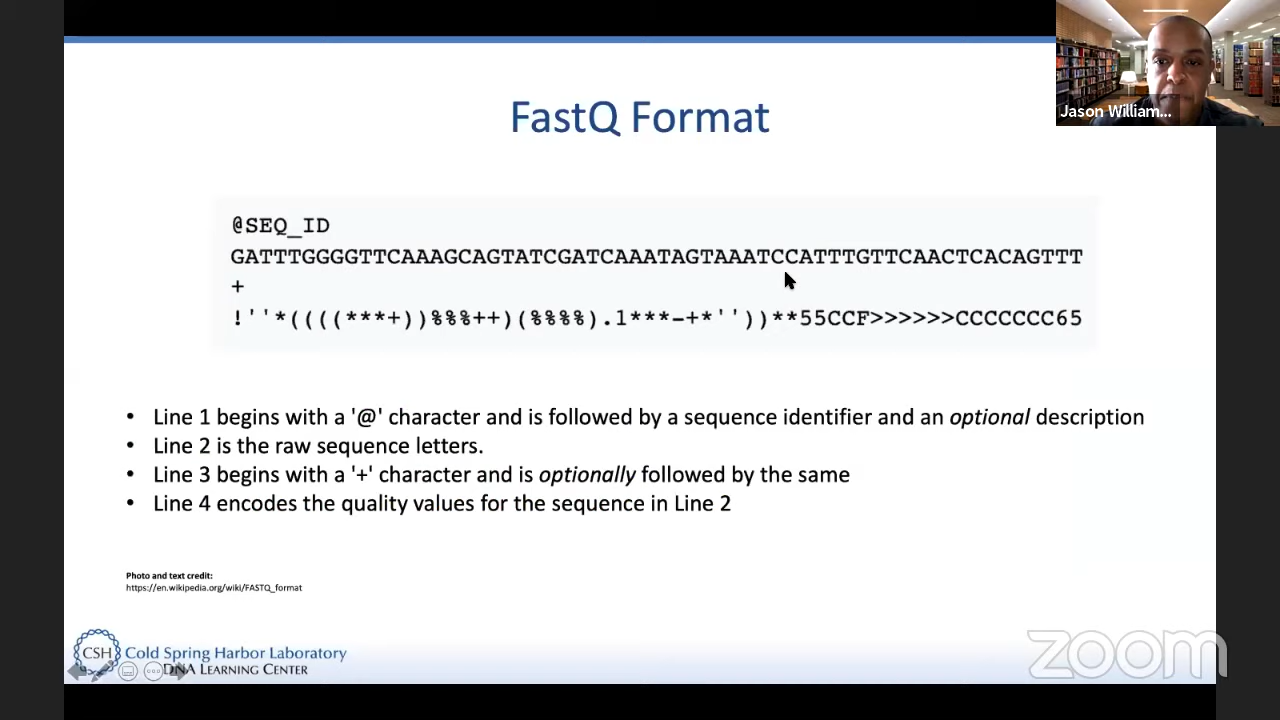 Jason William...
FastQ Format
@SEQ_ID
GATTTGGGGTTCAAAGCAGTATCGATCAAATAGTAAATCCATTTGTTCAACTCACAGTTT
+
!''*((((***+))%%%++)(%%%%).1***-+*''))**55CCF>>>>>>CCCCCCC65
• Line 1 begins with a '@' character and is followed by a sequence identifier and an optional description
• Line 2 is the raw sequence letters.
• Line 3 begins with a '+' character and is optionally followed by the same
• Line 4 encodes the quality values for the sequence in Line 2
Photo and text credit:
https://en.wikipedia.org/wiki/FASTQ_format
CSH Cold Spring Harbor Laboratory
DNA LEARNING CENTER
zoom